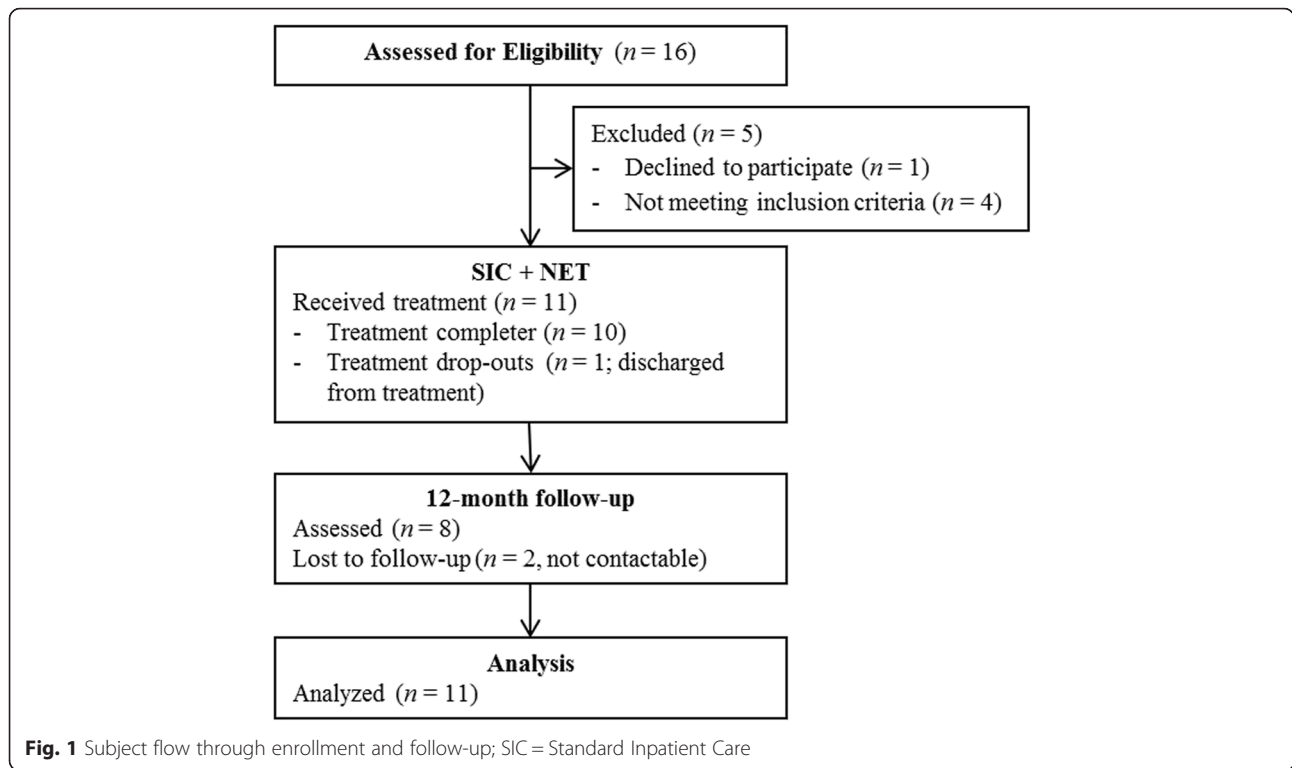 Assessed for Eligibility (n = 16)
Excluded (n = 5)
- Declined to participate (n = 1)
- Not meeting inclusion criteria (n = 4)
SIC + NET
Received treatment (n = 11)
- Treatment completer (n = 10)
- Treatment drop-outs (n = 1; discharged
from treatment)
12-month follow-up
Assessed (n = 8)
Lost to follow-up (n = 2, not contactable)
Analysis
Analyzed (n = 11)
Fig. 1 Subject flow through enrollment and follow-up; SIC = Standard Inpatient Care